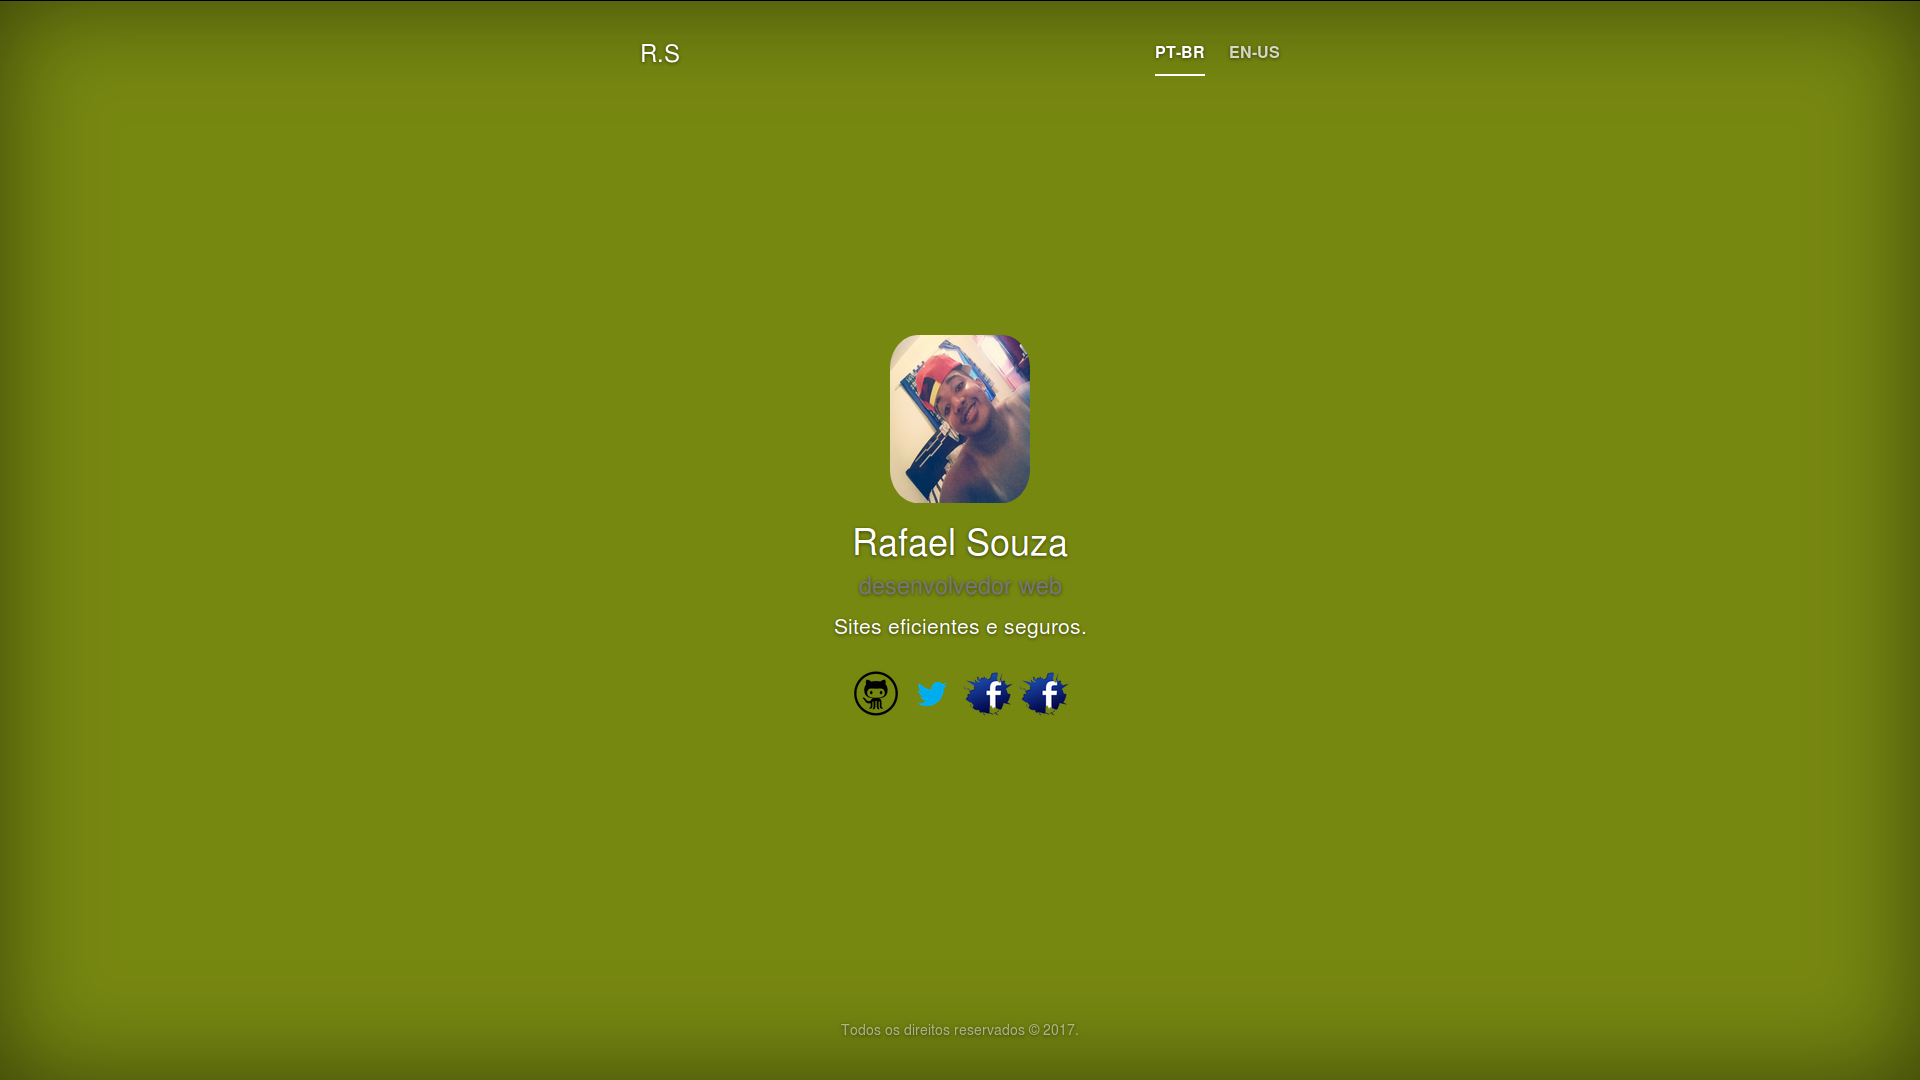 R.S
PT-BR
EN-US
Rafael Souza
desenvolvedor web
Sites eficientes e seguros.
Todos os direitos reservados © 2017.